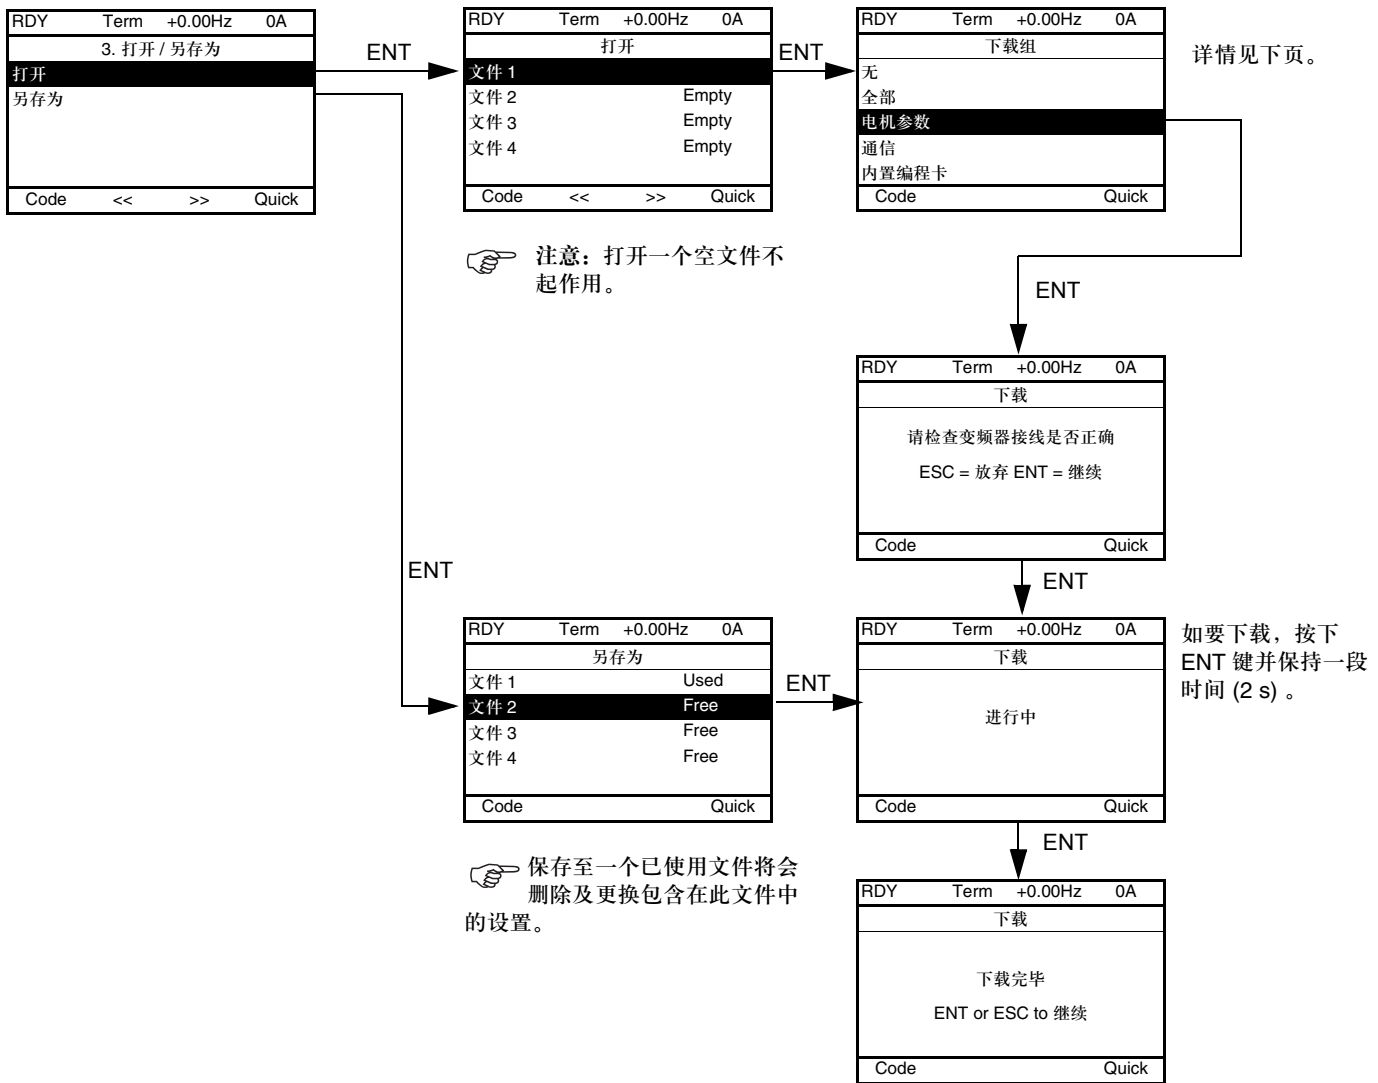 RDY Term +0.00Hz 0A
3. 打开 / 另存为
打开
另存为
Code << >> Quick
ENT
RDY Term +0.00Hz 0A
打开
文件 1
文件 2 Empty
文件 3 Empty
文件 4 Empty
Code << >> Quick
ENT
RDY Term +0.00Hz 0A
下载组
无
全部
电机参数
通信
内置编程卡
Code Quick
详情见下页。
注意：打开一个空文件不
起作用。
ENT
RDY Term +0.00Hz 0A
下载
请检查变频器接线是否正确
ESC = 放弃 ENT = 继续
Code Quick
ENT
ENT
RDY Term +0.00Hz 0A
另存为
文件 1 Used
文件 2 Free
文件 3 Free
文件 4 Free
Code Quick
ENT
RDY Term +0.00Hz 0A
下载
进行中
Code Quick
如要下载，按下
ENT 键并保持一段
时间 (2 s) 。
保存至一个已使用文件将会
删除及更换包含在此文件中
的设置。
ENT
RDY Term +0.00Hz 0A
下载
下载完毕
ENT or ESC to 继续
Code Quick